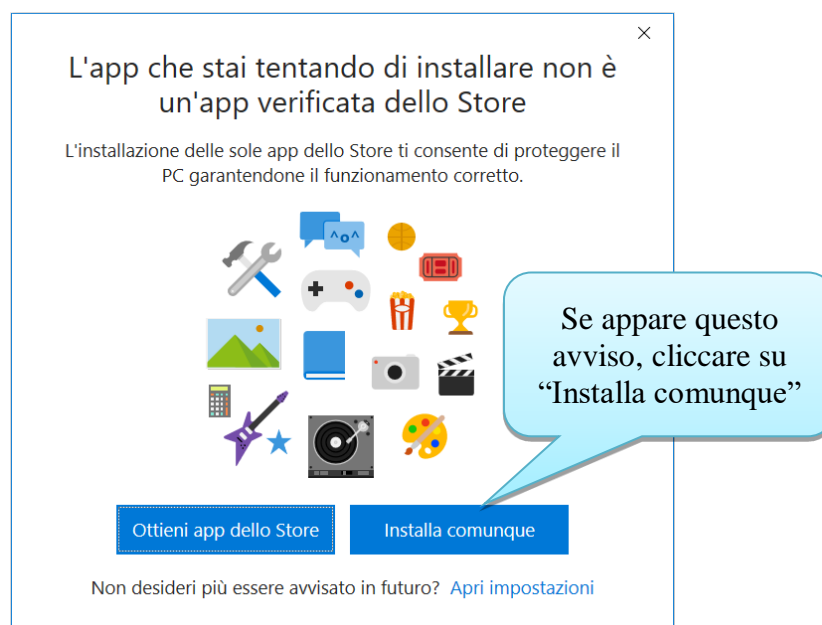 L'app che stai tentando di installare non è
un'app verificata dello Store
L'installazione delle sole app dello Store ti consente di proteggere il
PC garantendone il funzionamento corretto.
^o^
Se appare questo
avviso, cliccare su
“Installa comunque”
Ottieni app dello Store
Installa comunque
Non desideri più essere avvisato in futuro? Apri impostazioni